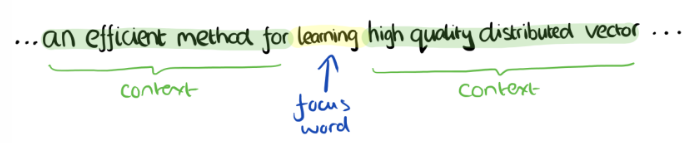 ...an efficient method for learning high quality distributed vector ...
context context
focus
word